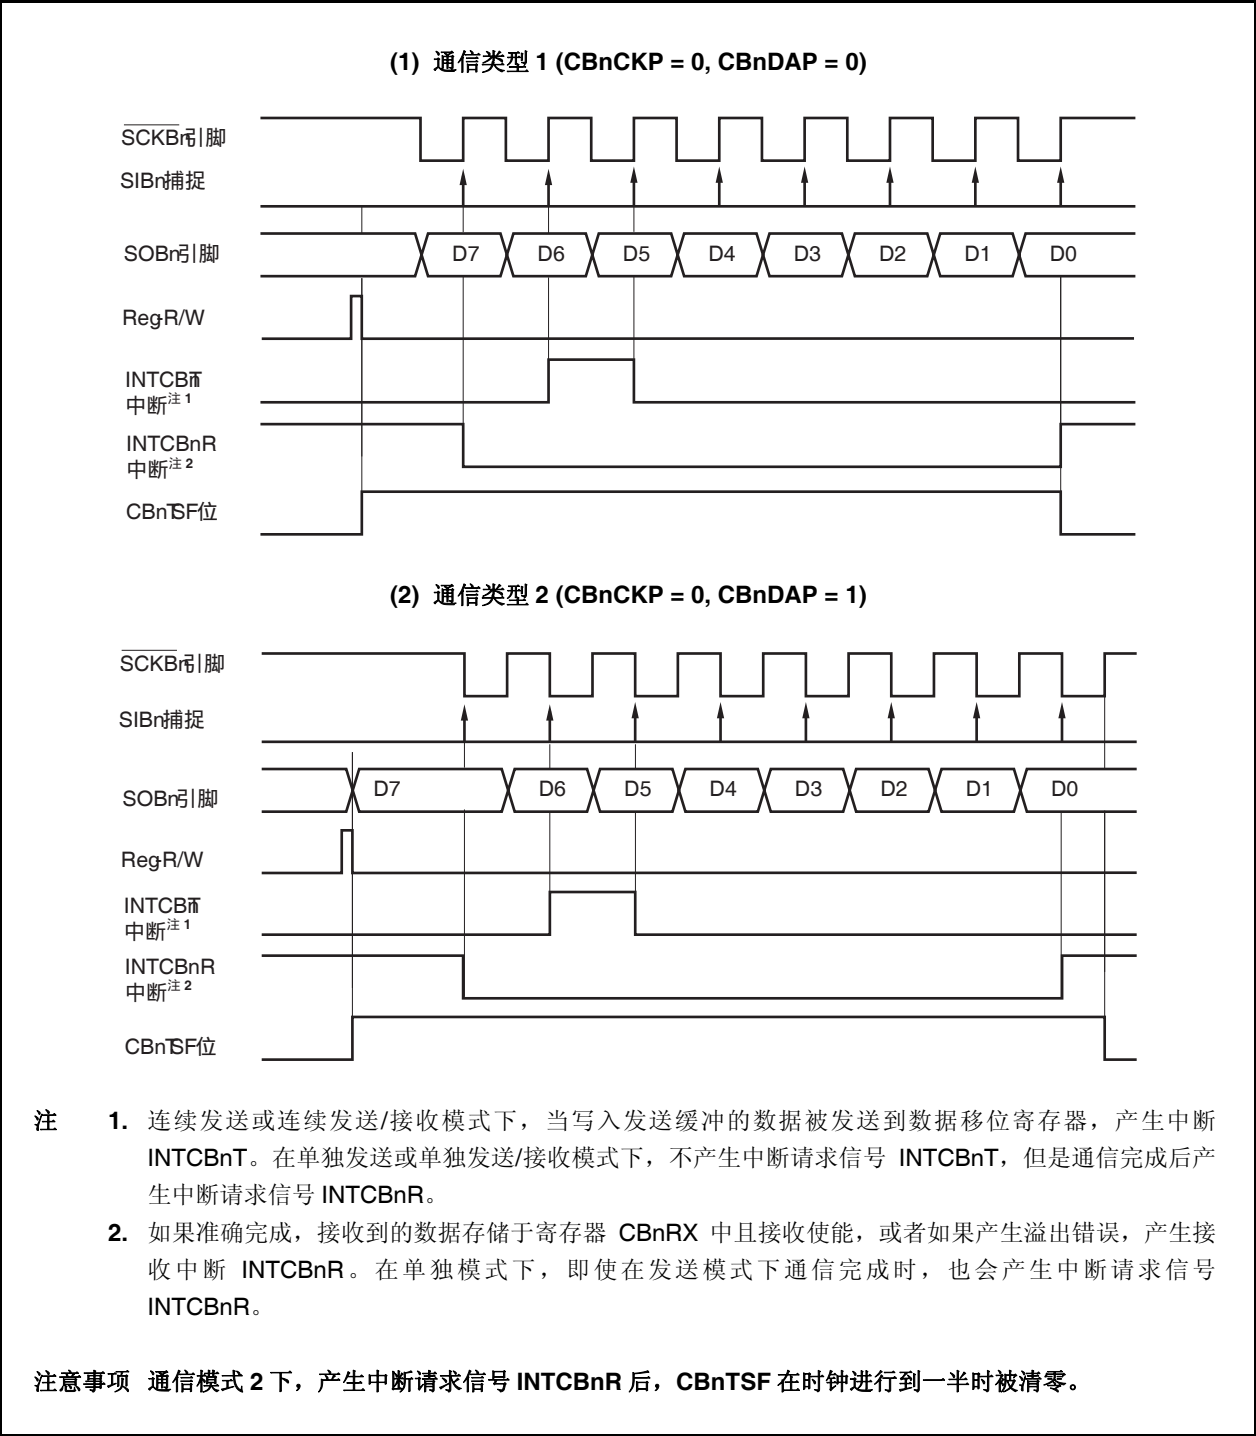 (1) 通信类型 1 (CBnCKP = 0, CBnDAP = 0)
SCKBn引脚
SIBn捕捉
SOBn引脚
D7 D6 D5 D4 D3 D2 D1 D0
Reg-R/W
INTCBnT
中断注 1
INTCBnR
中断注 2
CBnTSF位
(2) 通信类型 2 (CBnCKP = 0, CBnDAP = 1)
SCKBn引脚
SIBn捕捉
SOBn引脚
D7 D6 D5 D4 D3 D2 D1 D0
Reg-R/W
INTCBnT
中断注 1
INTCBnR
中断注 2
CBnTSF位
注 1. 连续发送或连续发送/接收模式下，当写入发送缓冲的数据被发送到数据移位寄存器，产生中断
INTCBnT。在单独发送或单独发送/接收模式下，不产生中断请求信号 INTCBnT，但是通信完成后产
生中断请求信号 INTCBnR。
2. 如果准确完成，接收到的数据存储于寄存器 CBnRX 中且接收使能，或者如果产生溢出错误，产生接
收中断 INTCBnR。在单独模式下，即使在发送模式下通信完成时，也会产生中断请求信号
INTCBnR。
注意事项 通信模式 2 下，产生中断请求信号 INTCBnR 后，CBnTSF 在时钟进行到一半时被清零。